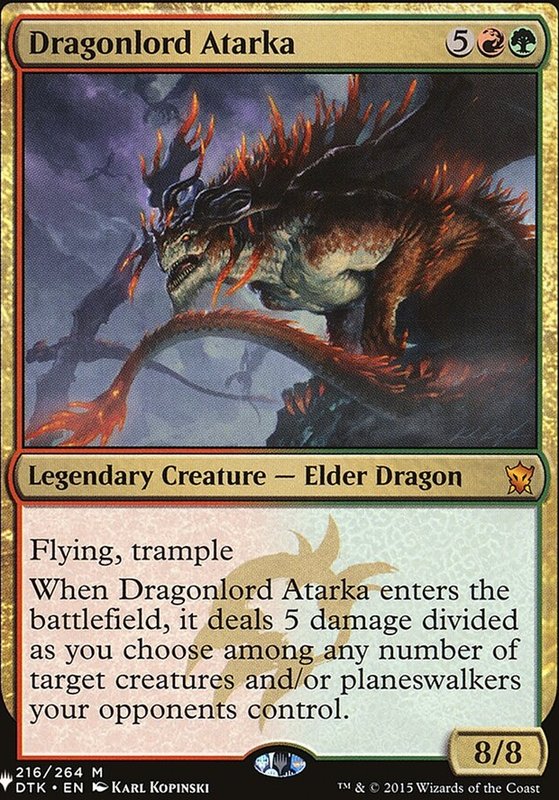 Dragonlord Atarka 5
Legendary Creature — Elder Dragon
Flying, trample
When Dragonlord Atarka enters the
battlefield, it deals 5 damage divided
as you choose among any number of
target creatures and/or planeswalkers
your opponents control.
8/8
216/264 M
DTK • EN Karl Kopinski
™ & © 2015 Wizards of the Coast